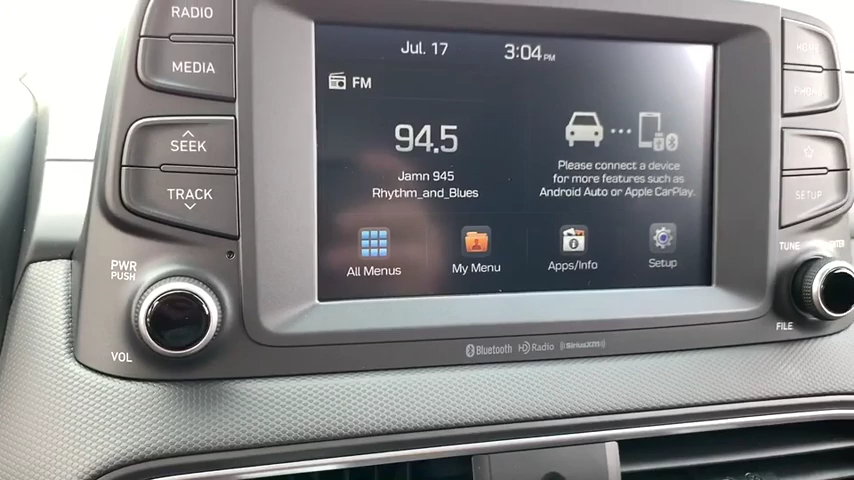 RADIO
MEDIA
SEEK
TRACK
PWR
PUSH
VOL
Jul. 17
3:04 PM
FM
94.5
Jamn 945
Rhythm_and_Blues
Please connect a device
for more features such as
Android Auto or Apple CarPlay.
All Menus
My Menu
Apps/Info
Setup
Bluetooth HD Radio ((SiriusXM))
HOME
PHONE
SETUP
TUNE
ENTER
FILE